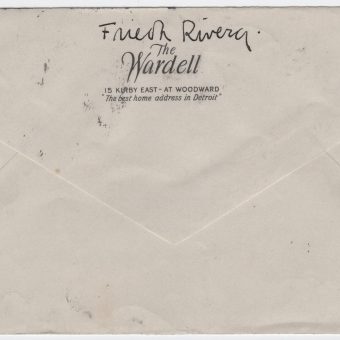 Frieda Rivera.
The
Wardell
15 KIRBY EAST - AT WOODWARD
"The best home address in Detroit"